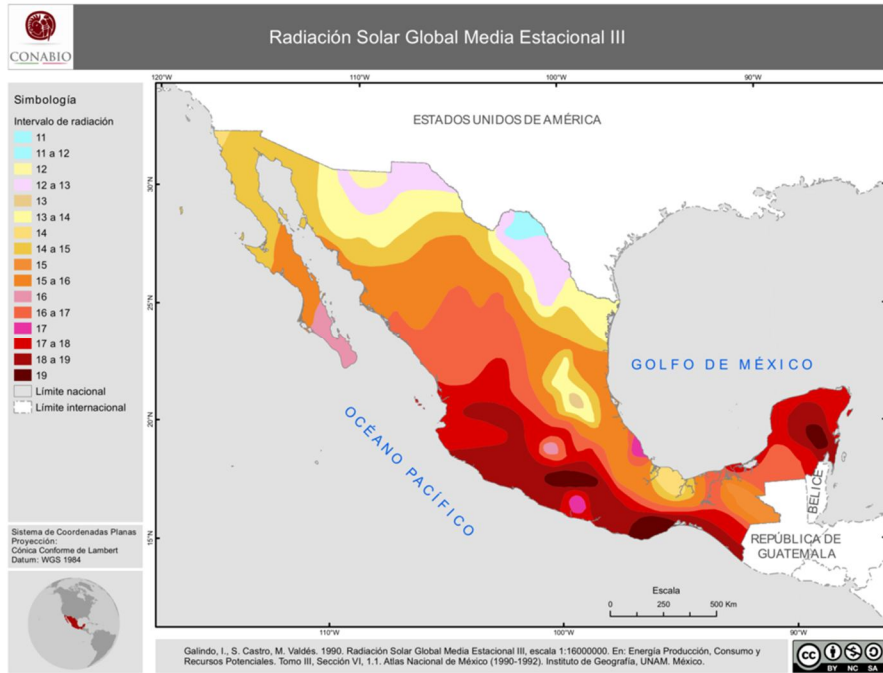 CONABIO
Radiación Solar Global Media Estacional III
Simbología
Intervalo de radiación
11
11 a 12
12
12 a 13
13
13 a 14
14
14 a 15
15
15 a 16
16
16 a 17
17
17 a 18
18 a 19
19
Límite nacional
Límite internacional
Sistema de Coordenadas Planas
Proyección:
Cónica Conforme de Lambert
Datum: WGS 1984
120°W
110°W
100°W
90°W
30°N
25°N
20°N
15°N
30°N
25°N
20°N
15°N
ESTADOS UNIDOS DE AMÉRICA
GOLFO DE MÉXICO
OCÉANO PACÍFICO
BELICE
REPÚBLICA DE
GUATEMALA
Escala
0 250 500 Km
110°W
100°W
90°W
Galindo, I., S. Castro, M. Valdés. 1990. Radiación Solar Global Media Estacional III, escala 1:16000000. En: Energía Producción, Consumo y
Recursos Potenciales. Tomo III, Sección VI, 1.1. Atlas Nacional de México (1990-1992). Instituto de Geografía, UNAM. México.
cc
BY NC SA